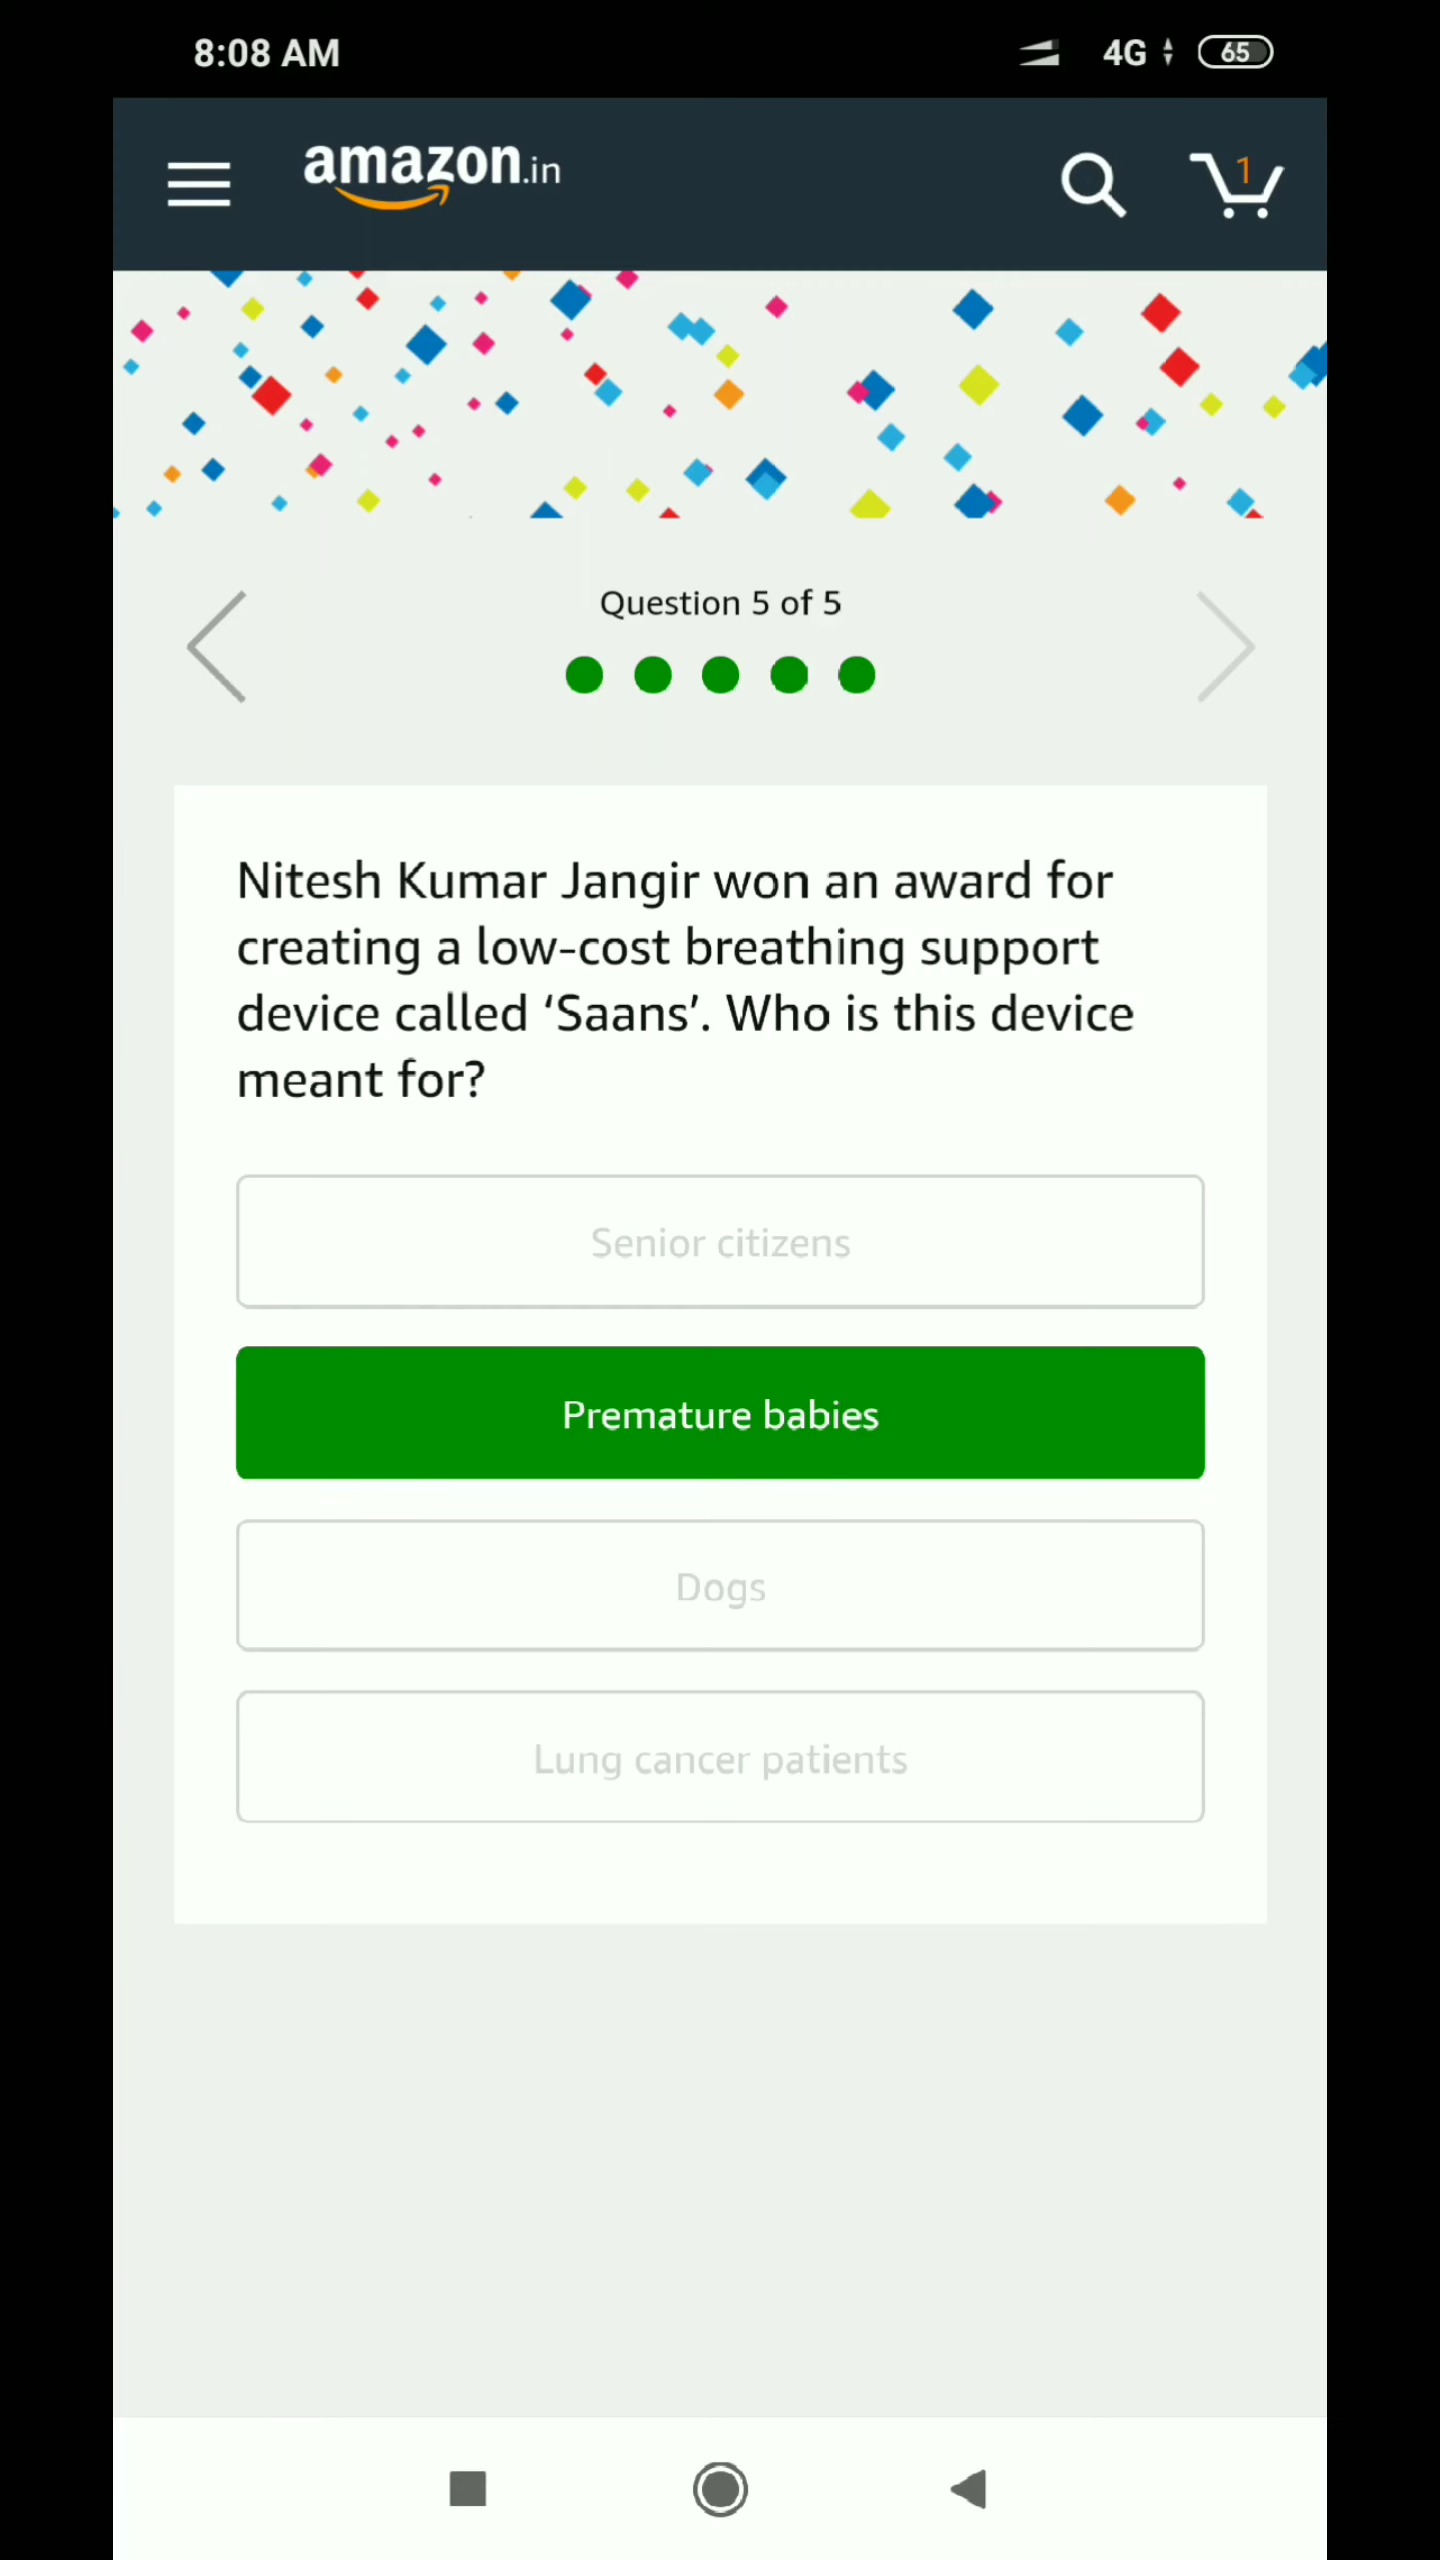 8:08 AM
4G
65
amazon.in
1
Question 5 of 5
Nitesh Kumar Jangir won an award for
creating a low-cost breathing support
device called ‘Saans’. Who is this device
meant for?
Senior citizens
Premature babies
Dogs
Lung cancer patients